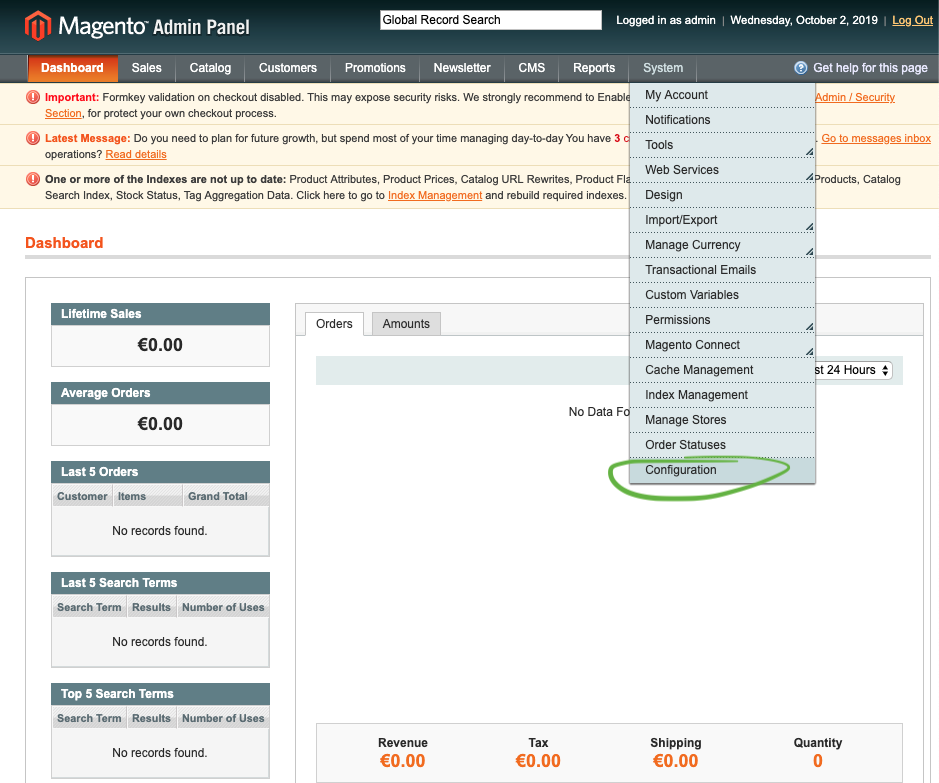 Magento™ Admin Panel
Global Record Search
Logged in as admin | Wednesday, October 2, 2019 | Log Out
Dashboard Sales Catalog Customers Promotions Newsletter CMS Reports System Get help for this page
Important: Formkey validation on checkout disabled. This may expose security risks. We strongly recommend to Enable Admin / Security
Section, for protect your own checkout process.
Latest Message: Do you need to plan for future growth, but spend most of your time managing day-to-day You have 3 c . Go to messages inbox
operations? Read details
One or more of the Indexes are not up to date: Product Attributes, Product Prices, Catalog URL Rewrites, Product Fla Products, Catalog
Search Index, Stock Status, Tag Aggregation Data. Click here to go to Index Management and rebuild required indexes.
My Account
Notifications
Tools
Web Services
Design
Import/Export
Manage Currency
Transactional Emails
Custom Variables
Permissions
Magento Connect
Cache Management
Index Management
Manage Stores
Order Statuses
Configuration
Dashboard
Lifetime Sales
€0.00
Average Orders
€0.00
Last 5 Orders
Customer Items Grand Total
No records found.
Last 5 Search Terms
Search Term Results Number of Uses
No records found.
Top 5 Search Terms
Search Term Results Number of Uses
No records found.
Orders Amounts
st 24 Hours
No Data Fo
Revenue Tax Shipping Quantity
€0.00 €0.00 €0.00 0